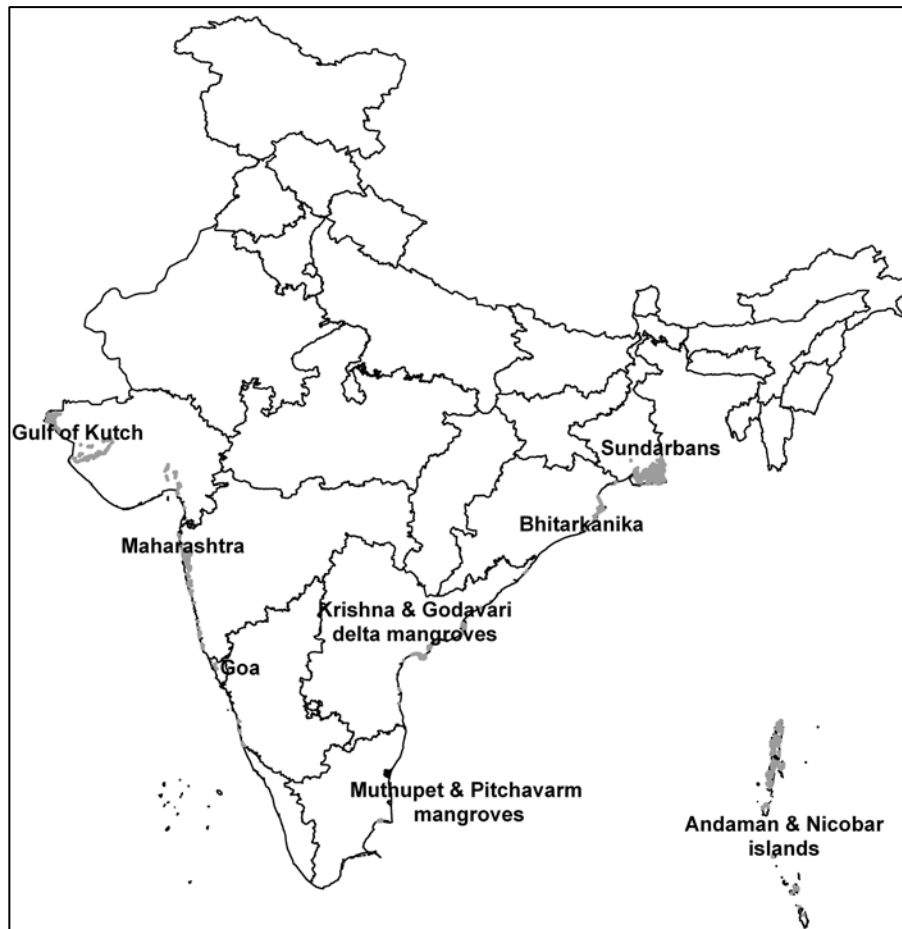 Gulf of Kutch
Sundarbans
Bhitarkanika
Maharashtra
Krishna & Godavari
delta mangroves
Goa
Muthupet & Pitchavarm
mangroves
Andaman & Nicobar
islands